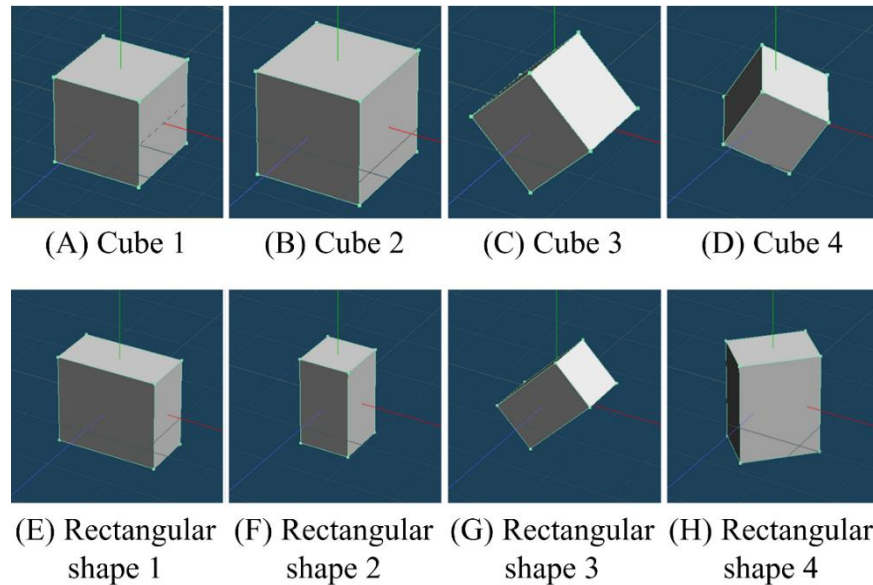 (A) Cube 1
(B) Cube 2
(C) Cube 3
(D) Cube 4
(E) Rectangular
shape 1
(F) Rectangular
shape 2
(G) Rectangular
shape 3
(H) Rectangular
shape 4